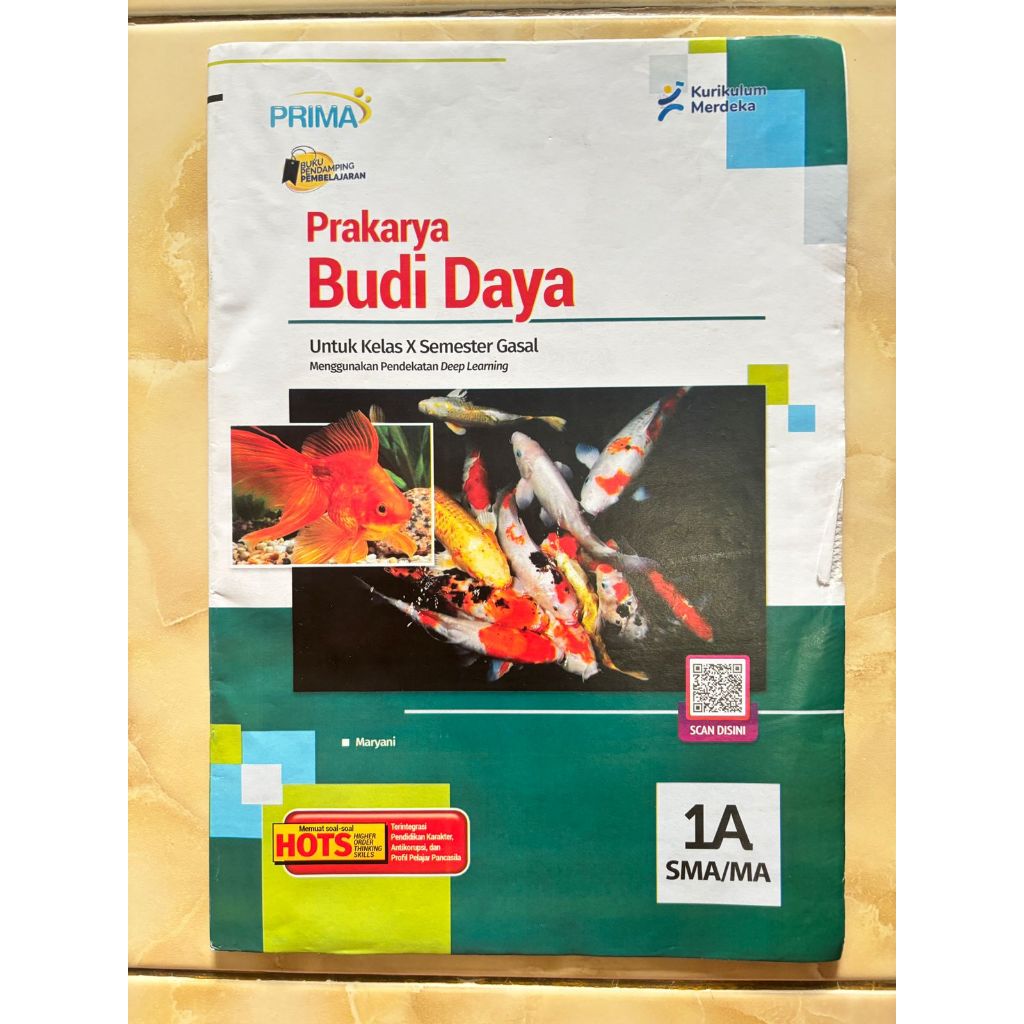 PRIMA
Kurikulum
Merdeka
BUKU
PENDAMPING
PEMBELAJARAN
Prakarya
Budi Daya
Untuk Kelas X Semester Gasal
Menggunakan Pendekatan Deep Learning
SCAN DISINI
Maryani
Memuat soal-soal
HOTS
HIGHER
ORDER
THINKING
SKILLS
Terintegrasi
Pendidikan Karakter,
Antikorupsi, dan
Profil Pelajar Pancasila
1A
SMA/MA